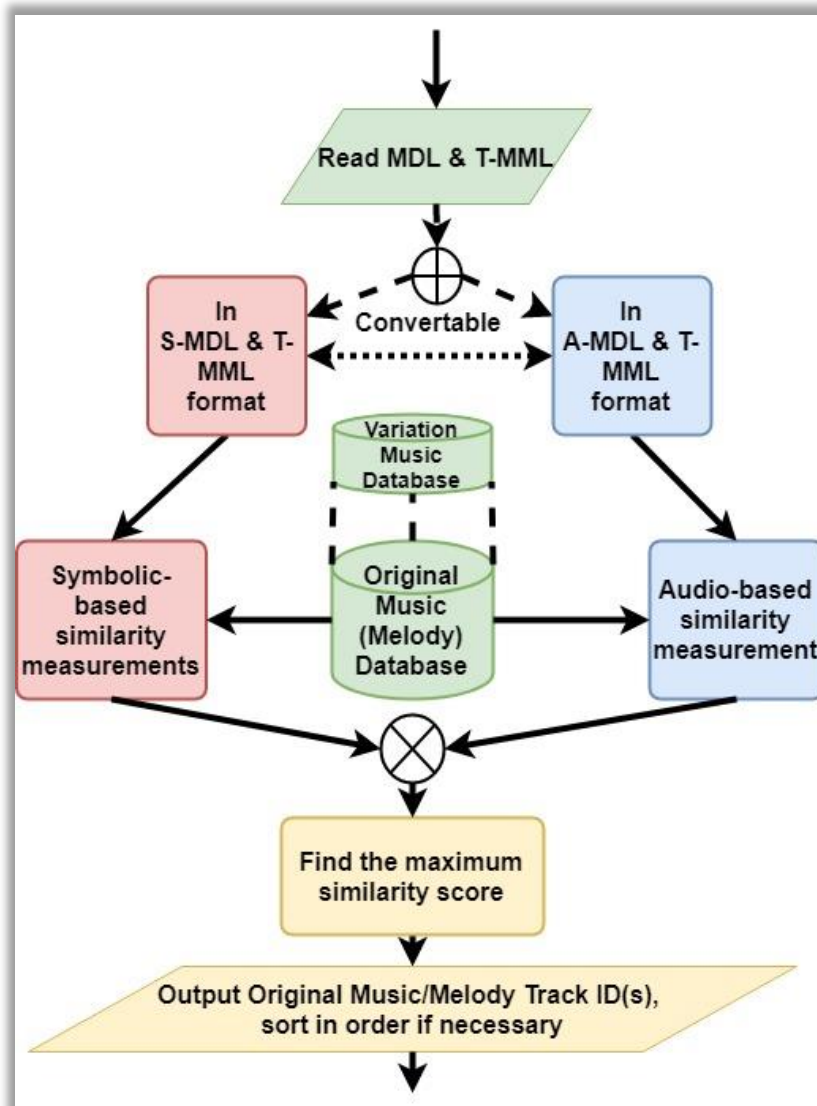 Read MDL & T-MML
In
S-MDL & T-
MML
format
Convertable
In
A-MDL & T-
MML
format
Variation
Music
Database
Symbolic-
based
similarity
measurements
Original
Music
(Melody)
Database
Audio-based
similarity
measurement
Find the maximum
similarity score
Output Original Music/Melody Track ID(s),
sort in order if necessary